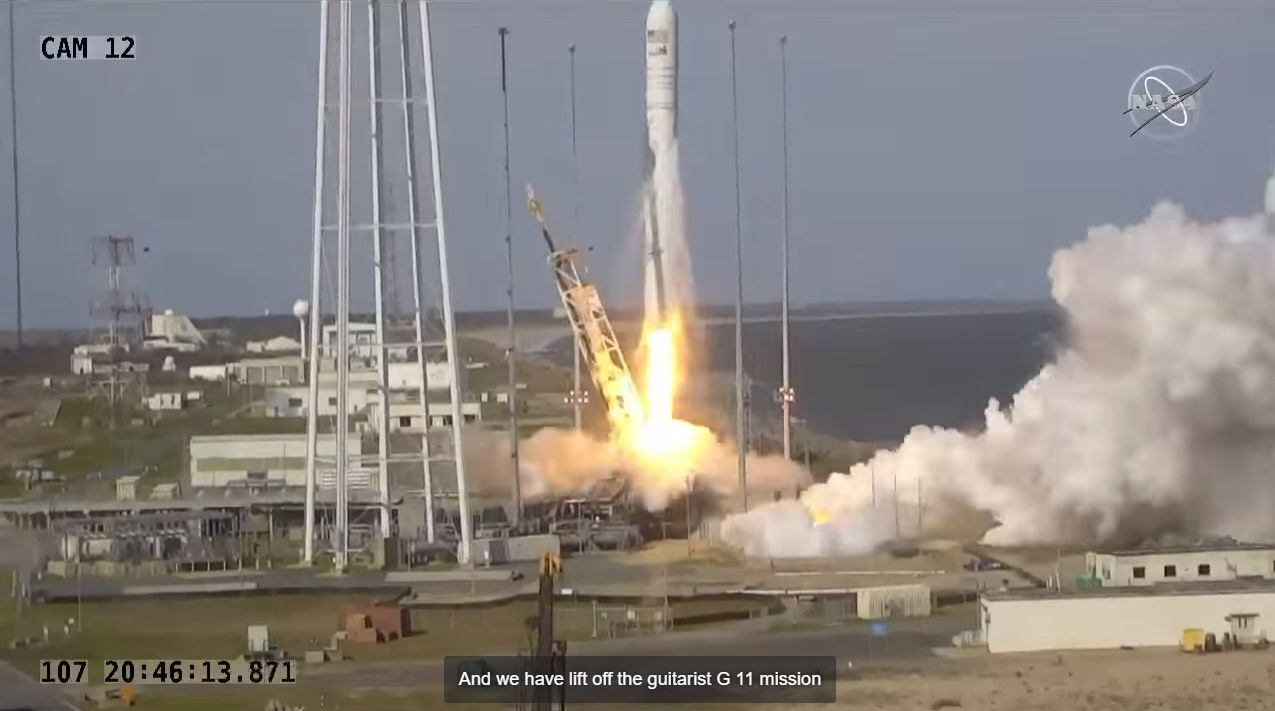 CAM 12
NASA
107 20:46:13.871
And we have lift off the guitarist G 11 mission